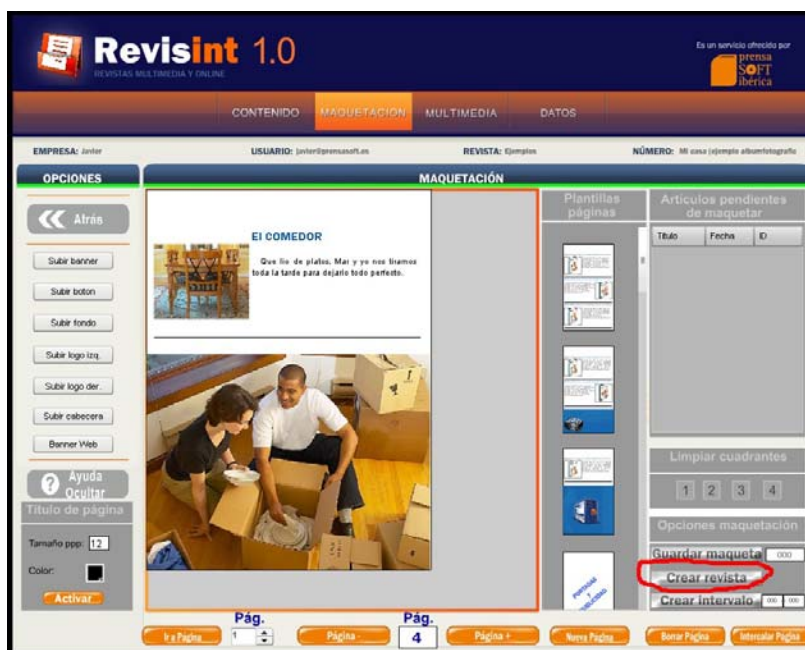 Revisint 1.0
REVISTAS MULTIMEDIA Y ONLINE
Es un servicio ofrecido por
prensa
SOFT
ibérica
CONTENIDO MAQUETACION MULTIMEDIA DATOS
EMPRESA: Javier USUARIO: javier@prensasoft.es REVISTA: Ejemplos NÚMERO: Mi casa (ejemplo albumfotografic
OPCIONES
MAQUETACIÓN
Atrás
Subir banner
Subir boton
Subir fondo
Subir logo izq.
Subir logo der.
Subir cabecera
Banner Web
Ayuda
Ocultar
Título de página
Tamaño ppp: 12
Color:
Activar
El COMEDOR
Que lio de platos, Mar y yo nos tiramos
toda la tarde para dejarlo todo perfecto.
Plantillas
páginas
PORTADAS
Y
PUBLICIDAD
Artículos pendientes
de maquetar
Título Fecha ID
Limpiar cuadrantes
1 2 3 4
Opciones maquetación
Guardar maqueta 000
Crear revista
Crear intervalo 000 000
Pág. Pág.
Ir a Página 1 Página - 4 Página + Nueva Página Borrar Página Intercalar Página